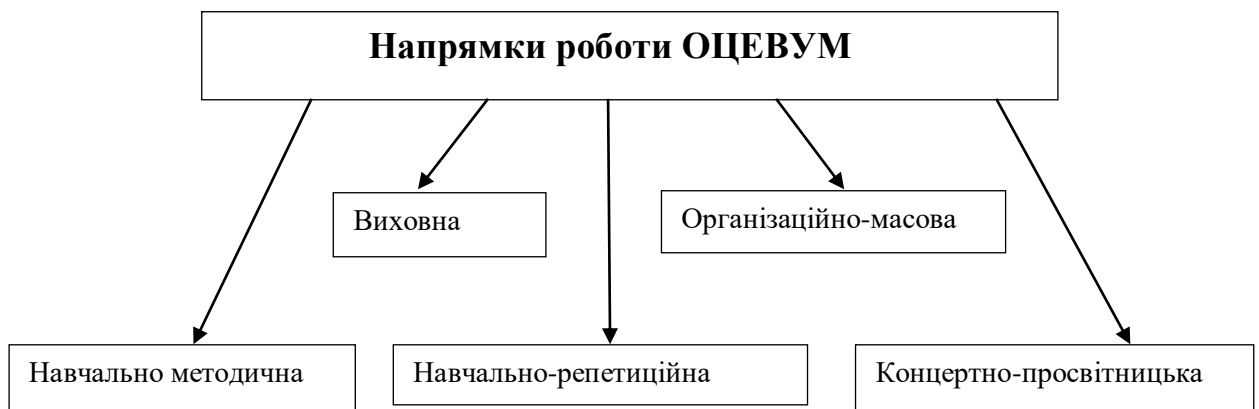 Напрямки роботи ОЦЕВУМ
Виховна
Організаційно-масова
Навчально методична
Навчально-репетиційна
Концертно-просвітницька